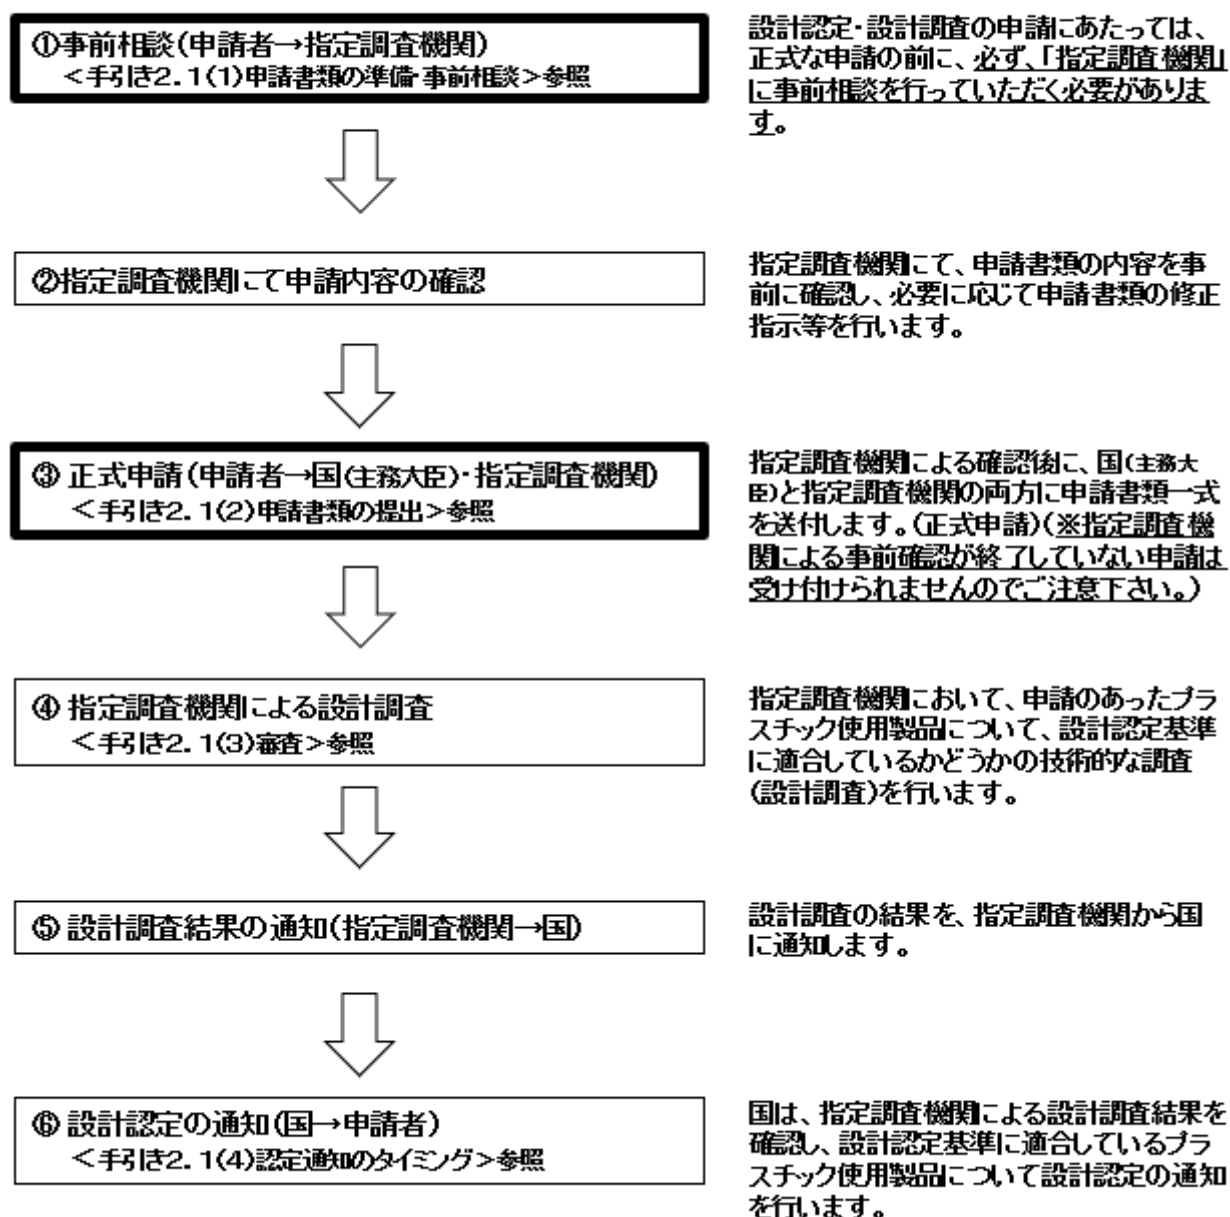 ①事前相談(申請者→指定調査機関)
<手引き2.1(1)申請書類の準備・事前相談>参照
設計認定・設計調査の申請にあたっては、
正式な申請の前に、必ず、「指定調査機関」
に事前相談を行っていただく必要がありま
す。
②指定調査機関にて申請内容の確認
指定調査機関にて、申請書類の内容を事
前に確認し、必要に応じて申請書類の修正
指示等を行います。
③ 正式申請(申請者→国(主務大臣)・指定調査機関)
<手引き2.1(2)申請書類の提出>参照
指定調査機関による確認後に、国(主務大
臣)と指定調査機関の両方に申請書類一式
を送付します。(正式申請)(※指定調査機
関による事前確認が終了していない申請は
受け付けられませんのでご注意下さい。)
④ 指定調査機関による設計調査
<手引き2.1(3)審査>参照
指定調査機関において、申請のあったプラ
スチック使用製品について、設計認定基準
に適合しているかどうかの技術的な調査
(設計調査)を行います。
⑤ 設計調査結果の通知(指定調査機関→国)
設計調査の結果を、指定調査機関から国
に通知します。
⑥ 設計認定の通知(国→申請者)
<手引き2.1(4)認定通知のタイミング>参照
国は、指定調査機関による設計調査結果を
確認し、設計認定基準に適合しているプラ
スチック使用製品について設計認定の通知
を行います。